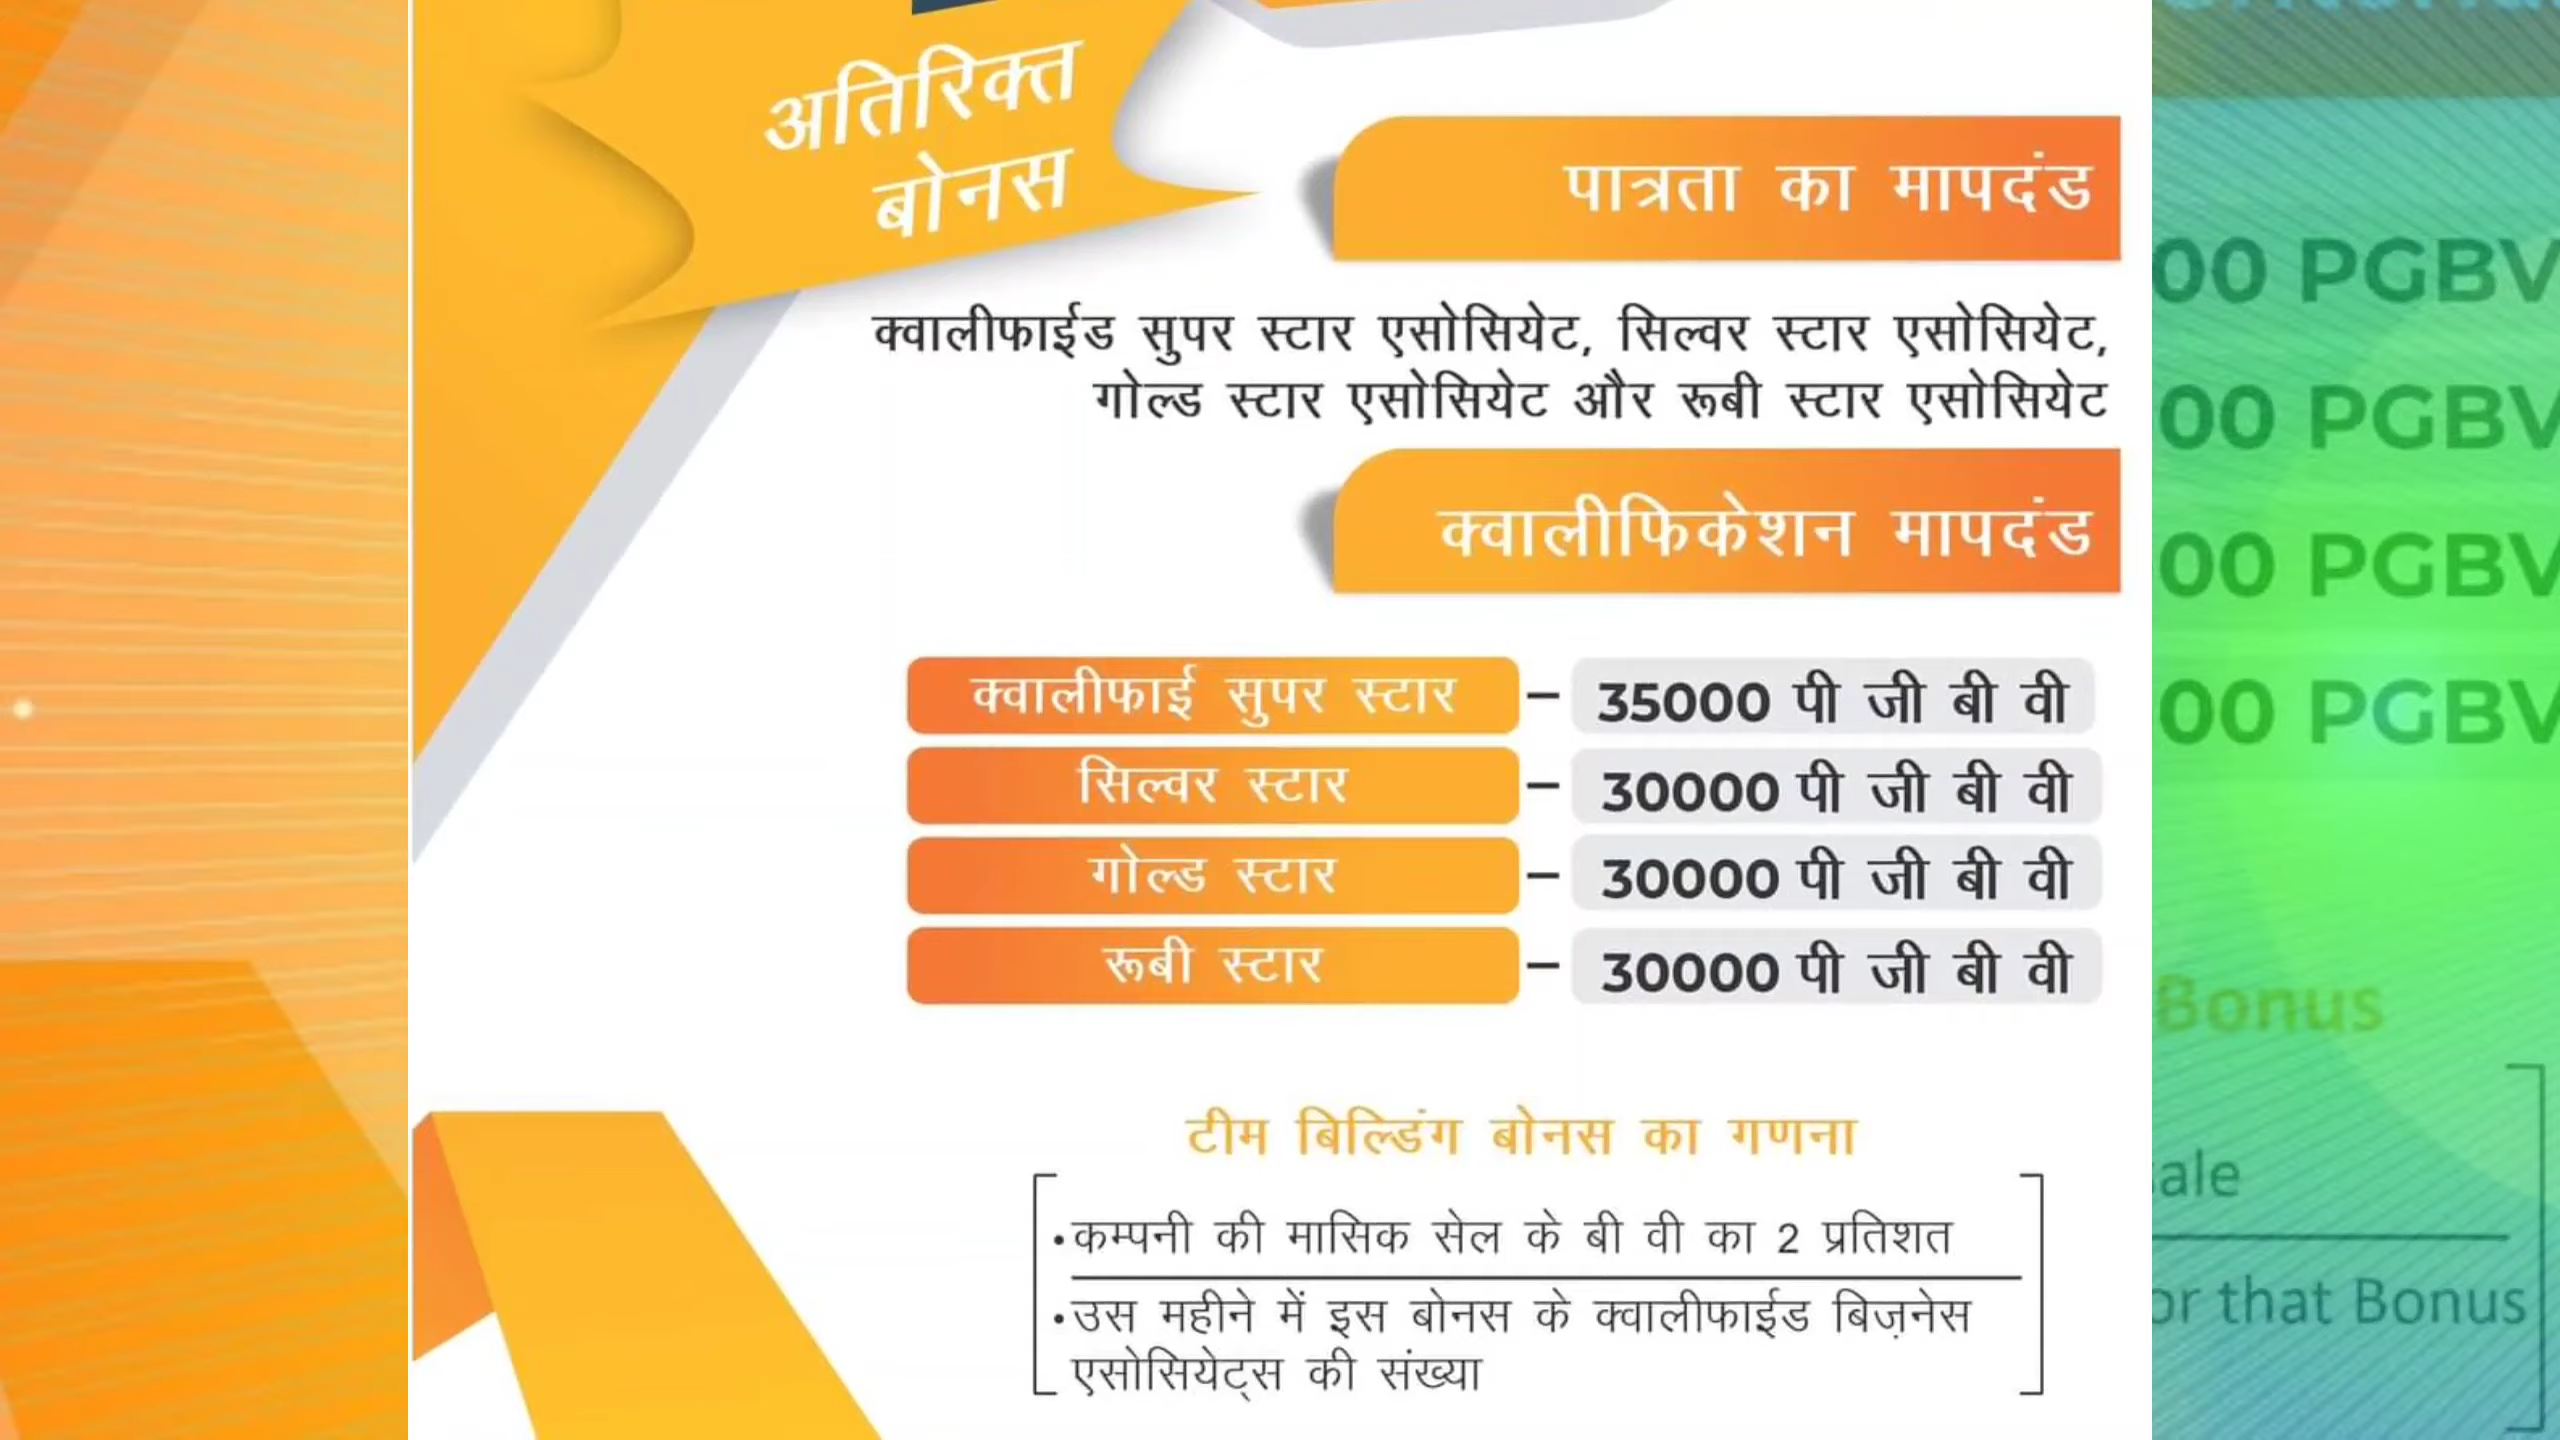 अतिरिक्त
बोनस
पात्रता का मापदंड
क्वालीफाईड सुपर स्टार एसोसियेट, सिल्वर स्टार एसोसियेट,
गोल्ड स्टार एसोसियेट और रूबी स्टार एसोसियेट
क्वालीफिकेशन मापदंड
क्वालीफाई सुपर स्टार – 35000 पी जी बी वी
सिल्वर स्टार – 30000 पी जी बी वी
गोल्ड स्टार – 30000 पी जी बी वी
रूबी स्टार – 30000 पी जी बी वी
टीम बिल्डिंग बोनस का गणना
• कम्पनी की मासिक सेल के बी वी का 2 प्रतिशत
• उस महीने में इस बोनस के क्वालीफाईड बिज़नेस
एसोसियेट्स की संख्या
00 PGBV
00 PGBV
00 PGBV
00 PGBV
Bonus
ale
or that Bonus